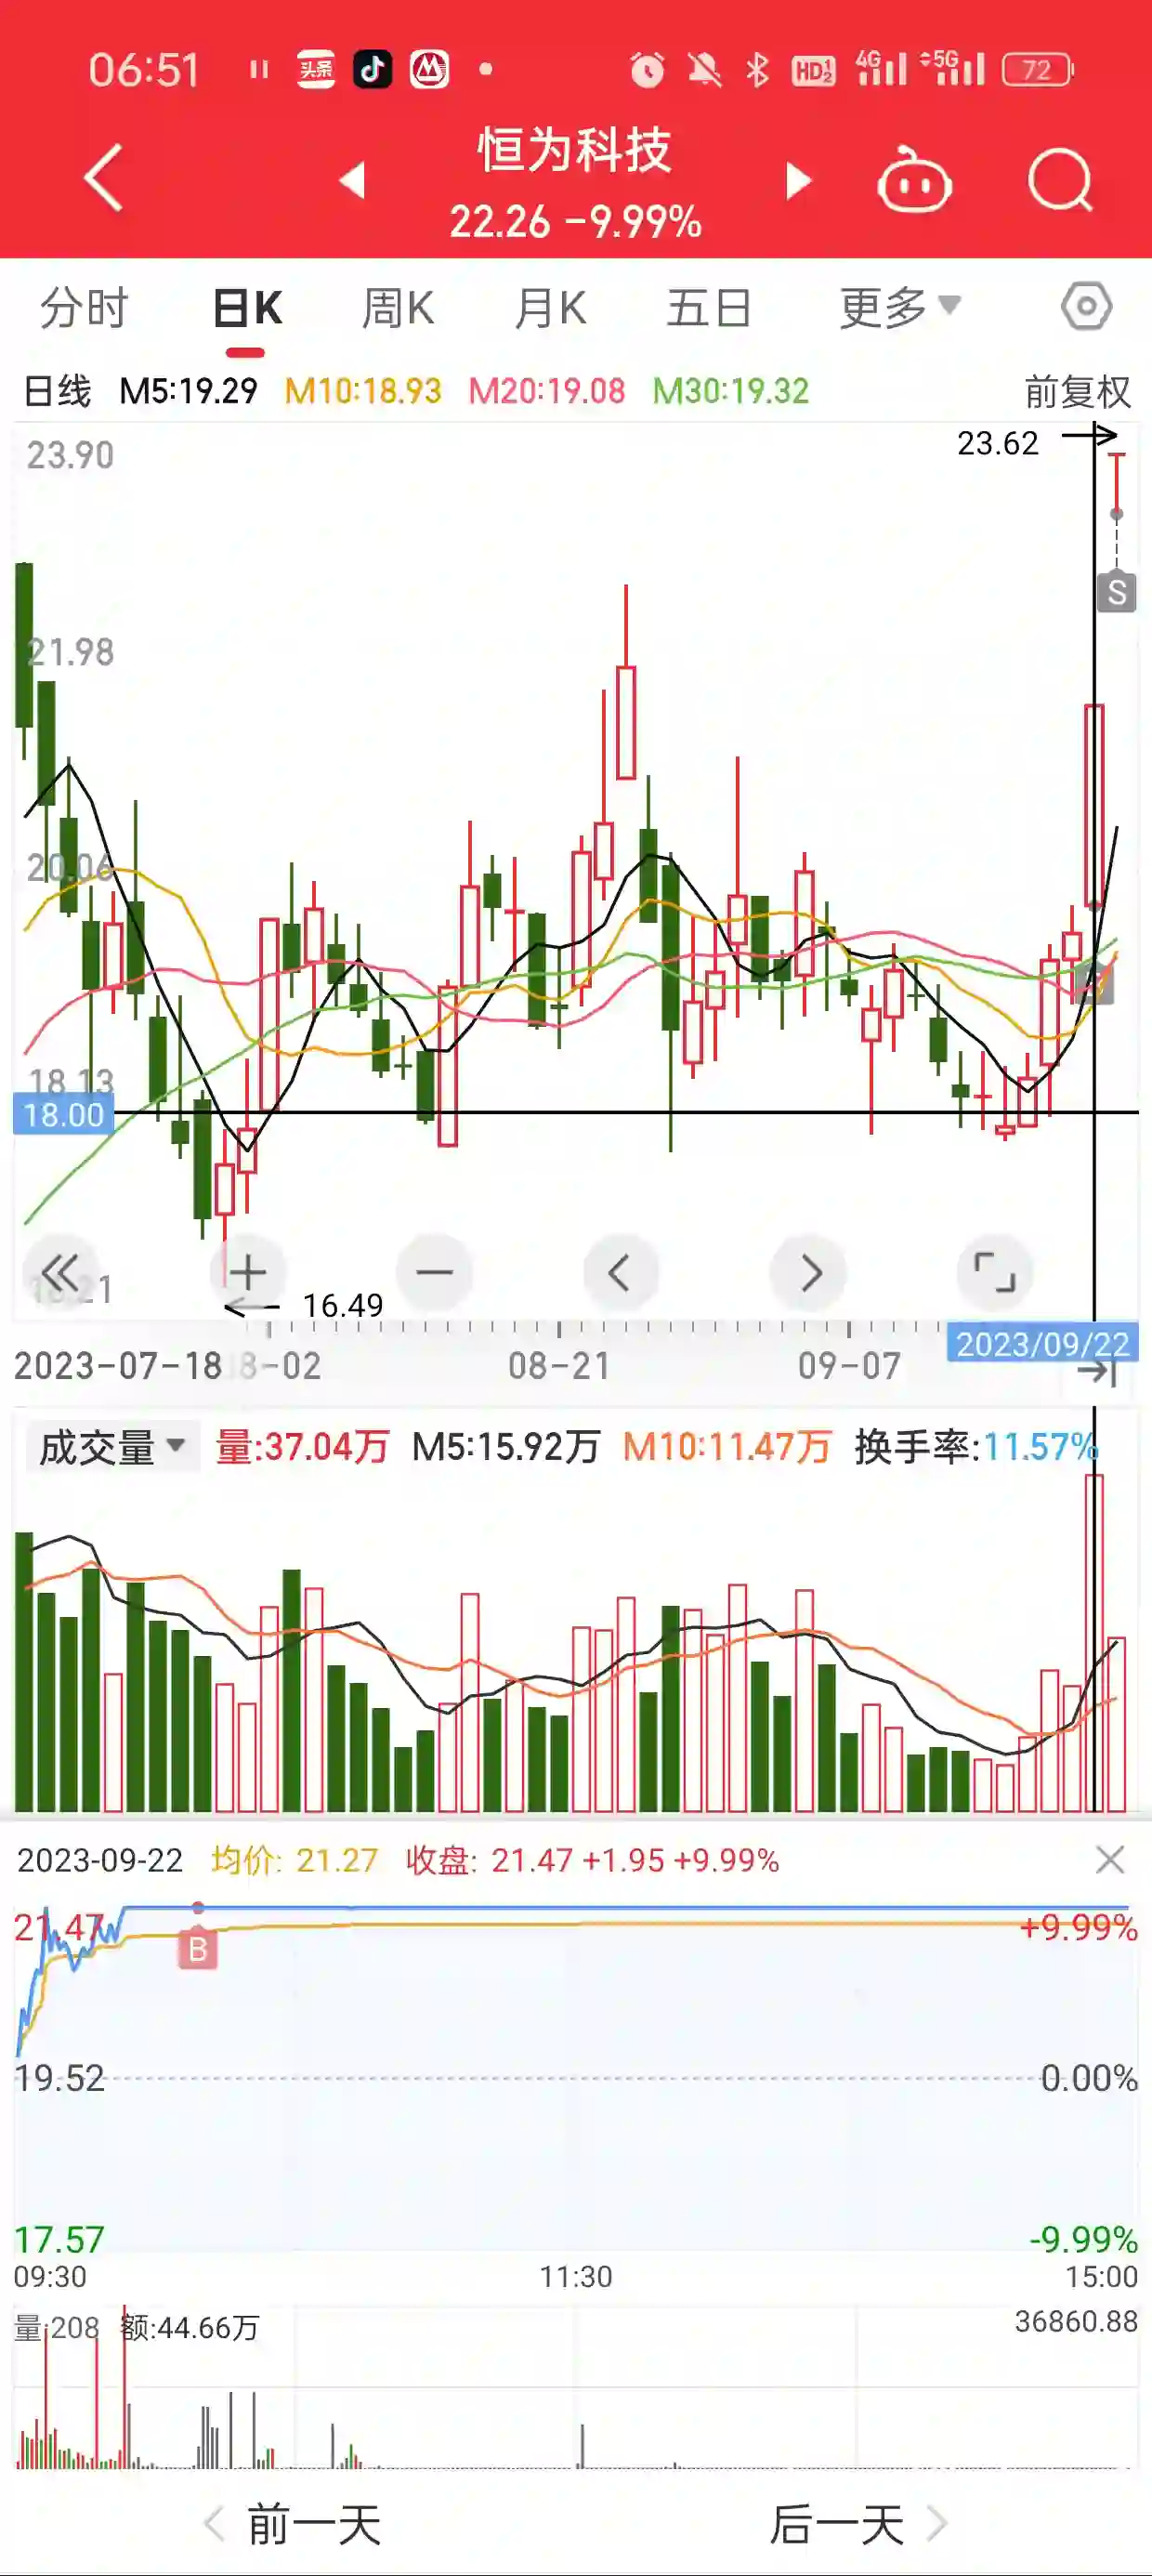 06:51 头条 HD 1 2 4G 5G 72
恒为科技
22.26 -9.99%
分时 日K 周K 月K 五日 更多
日线 M5:19.29 M10:18.93 M20:19.08 M30:19.32 前复权
23.90
23.62
S
21.98
20.06
18.13
18.00
16.49
2023-07-18 8-02 08-21 09-07 2023/09/22
成交量 量:37.04万 M5:15.92万 M10:11.47万 换手率:11.57%
2023-09-22 均价: 21.27 收盘: 21.47 +1.95 +9.99%
21.47 +9.99%
B
19.52 0.00%
17.57 -9.99%
09:30 11:30 15:00
量:208 额:44.66万 36860.88
前一天 后一天